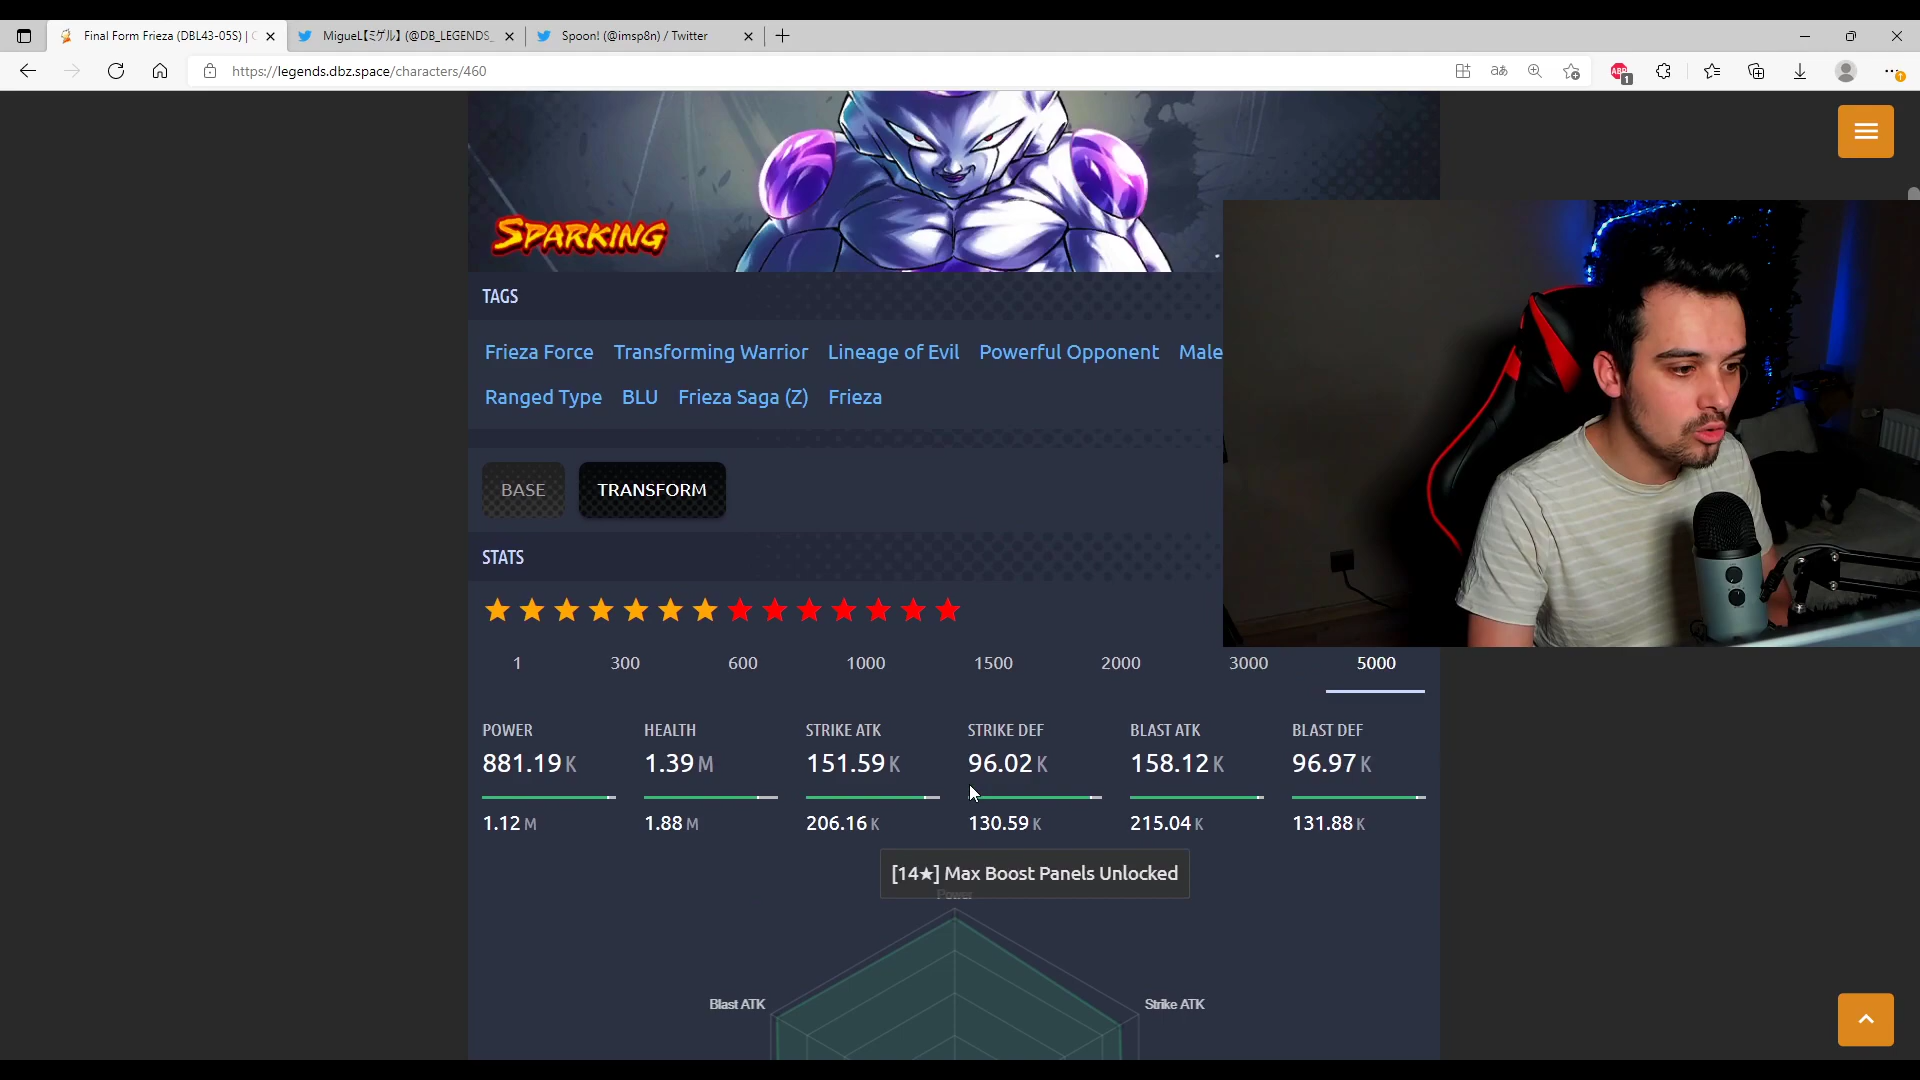 Final Form Frieza (DBL43-05S) |
MigueL【ミゲル】(@DB_LEGENDS_
Spoon! (@imsp8n) / Twitter
https://legends.dbz.space/characters/460
SPARKING
TAGS
Frieza Force Transforming Warrior Lineage of Evil Powerful Opponent Male
Ranged Type BLU Frieza Saga (Z) Frieza
BASE TRANSFORM
STATS
1 300 600 1000 1500 2000 3000 5000
POWER HEALTH STRIKE ATK STRIKE DEF BLAST ATK BLAST DEF
881.19 K 1.39 M 151.59 K 96.02 K 158.12 K 96.97 K
1.12 M 1.88 M 206.16 K 130.59 K 215.04 K 131.88 K
[14★] Max Boost Panels Unlocked
Power
Blast ATK Strike ATK